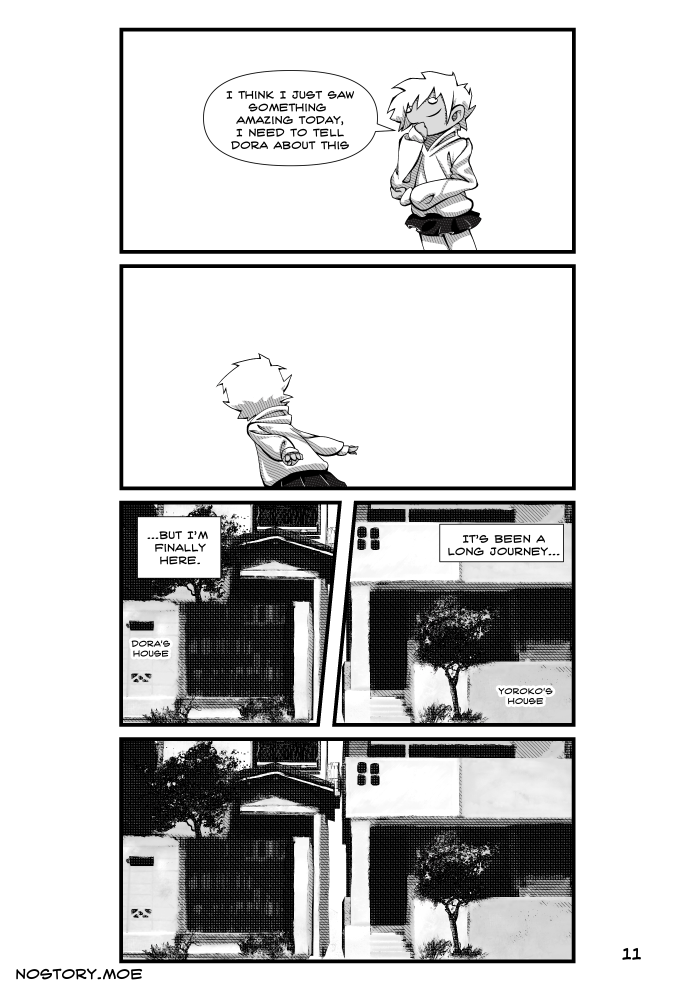 I THINK I JUST SAW
SOMETHING
AMAZING TODAY,
I NEED TO TELL
DORA ABOUT THIS
IT'S BEEN A
LONG JOURNEY...
YOROKO'S
HOUSE
...BUT I'M
FINALLY
HERE.
DORA'S
HOUSE
11
NOSTORY.MOE